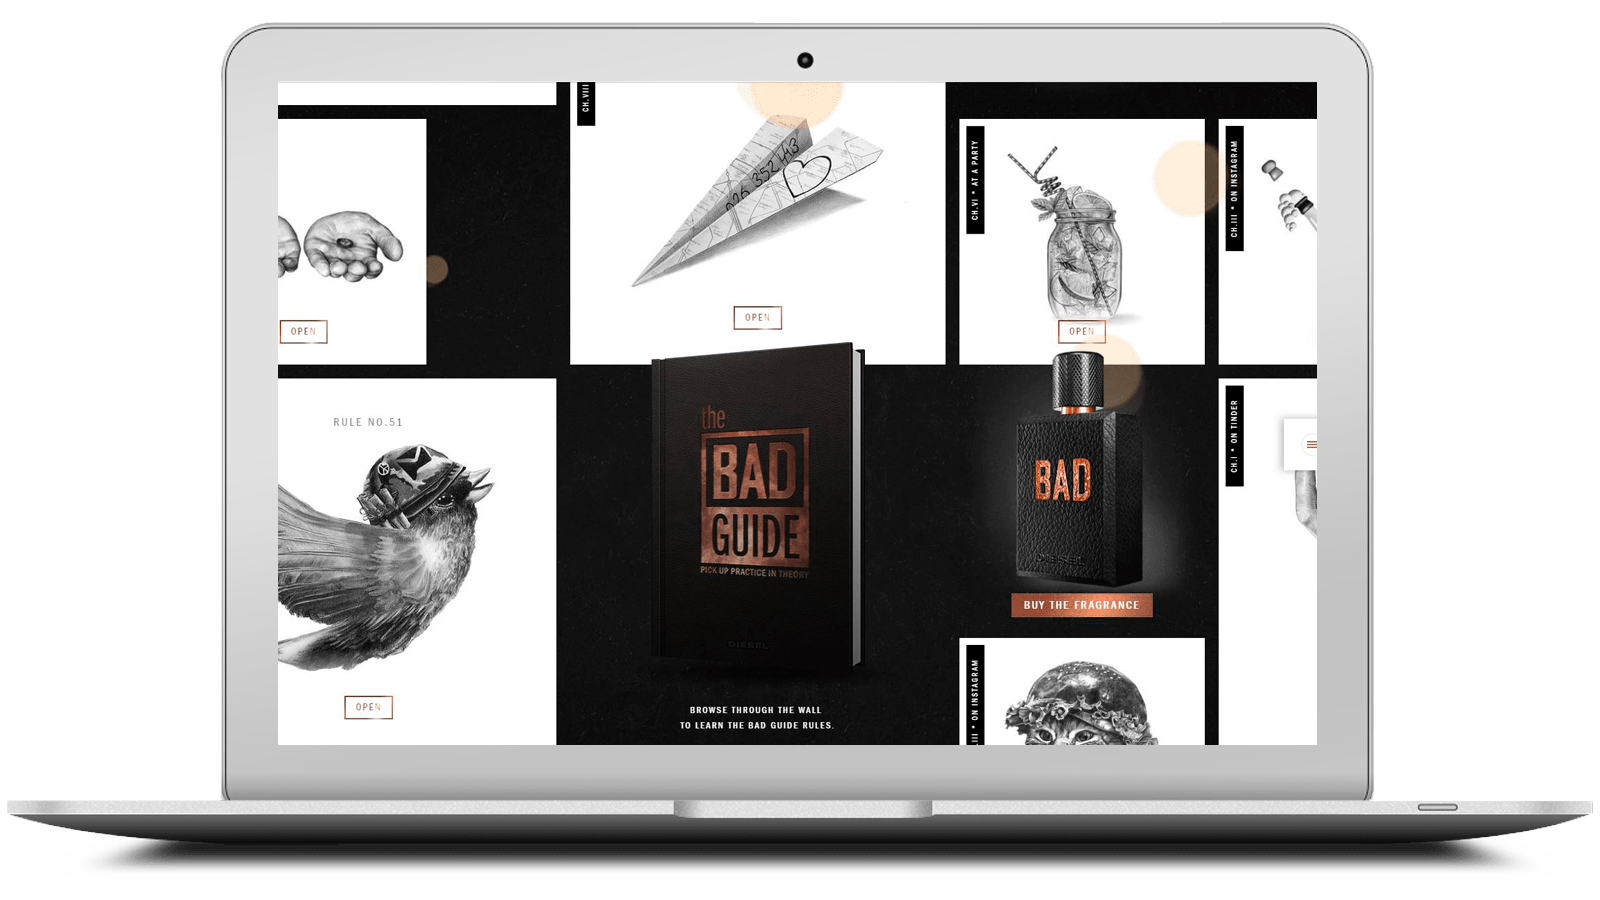 CH.VIII
026 352 443
CH.VI * AT A PARTY
CH.III * ON INSTAGRAM
OPEN
OPEN
OPEN
RULE NO.51
the
BAD
GUIDE
PICK UP PRACTICE IN THEORY
DIESEL
BAD
DIESEL
BUY THE FRAGRANCE
CH.I * ON TINDER
OPEN
.III * ON INSTAGRAM
BROWSE THROUGH THE WALL
TO LEARN THE BAD GUIDE RULES.